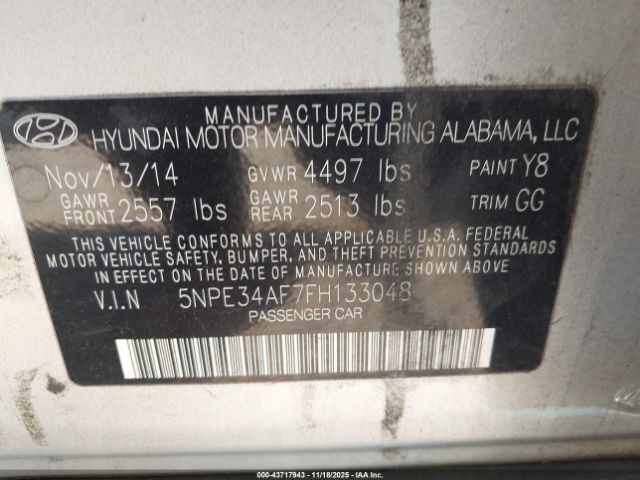 MANUFACTURED BY
HYUNDAI MOTOR MANUFACTURING ALABAMA, LLC
Nov/13/14 GVWR 4497 lbs PAINT Y8
GAWR FRONT 2557 lbs GAWR REAR 2513 lbs TRIM GG
THIS VEHICLE CONFORMS TO ALL APPLICABLE U.S.A. FEDERAL
MOTOR VEHICLE SAFETY, BUMPER, AND THEFT PREVENTION STANDARDS
IN EFFECT ON THE DATE OF MANUFACTURE SHOWN ABOVE.
V.I.N 5NPE34AF7FH133048
PASSENGER CAR
000-43717943 | 11/18/2025 - IAA Inc.